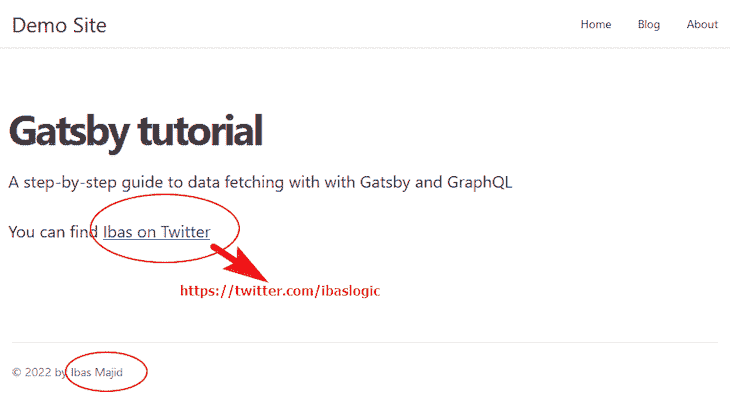 Demo Site
Home Blog About
Gatsby tutorial
A step-by-step guide to data fetching with with Gatsby and GraphQL
You can find Ibas on Twitter
https://twitter.com/ibaslogic
© 2022 by Ibas Majid